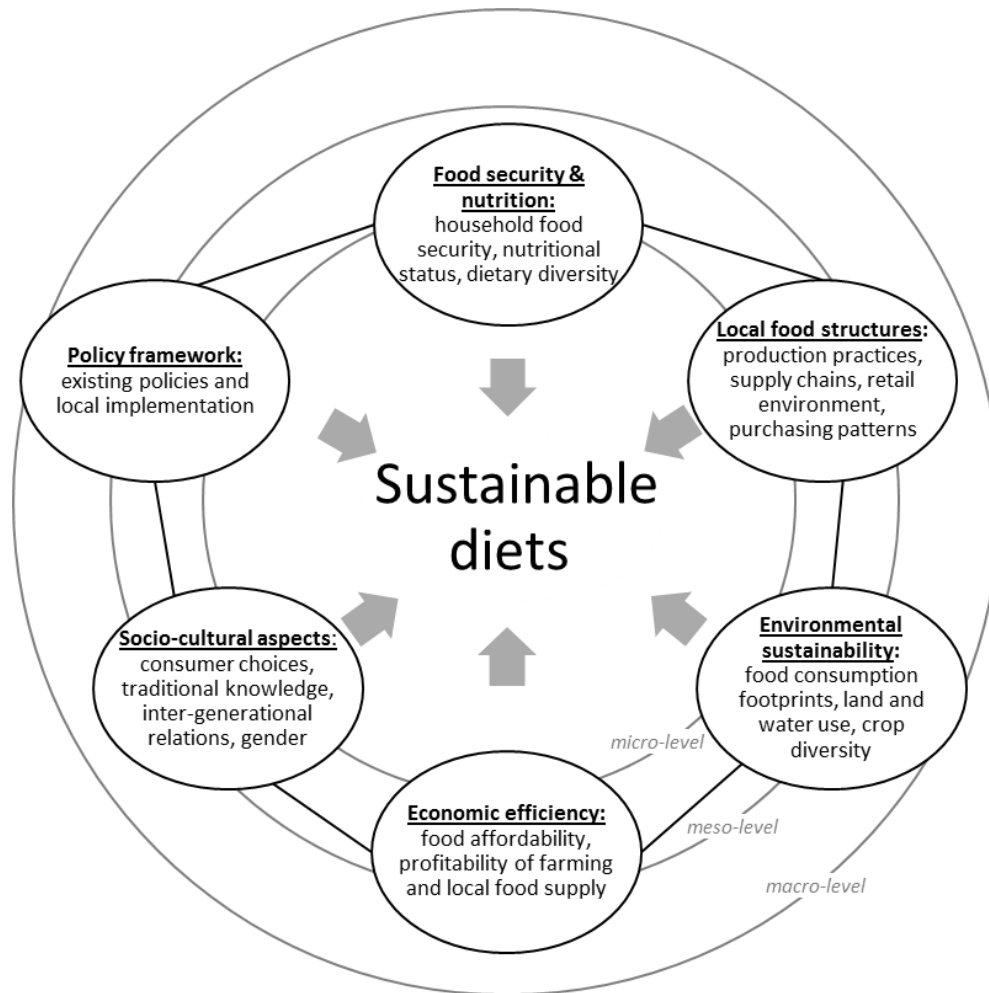 Food security &
nutrition:
household food
security, nutritional
status, dietary diversity
Policy framework:
existing policies and
local implementation
Local food structures:
production practices,
supply chains, retail
environment,
purchasing patterns
Sustainable
diets
Socio-cultural aspects:
consumer choices,
traditional knowledge,
inter-generational
relations, gender
Environmental
sustainability:
food consumption
footprints, land and
water use, crop
diversity
micro-level
Economic efficiency:
food affordability,
profitability of farming
and local food supply
meso-level
macro-level